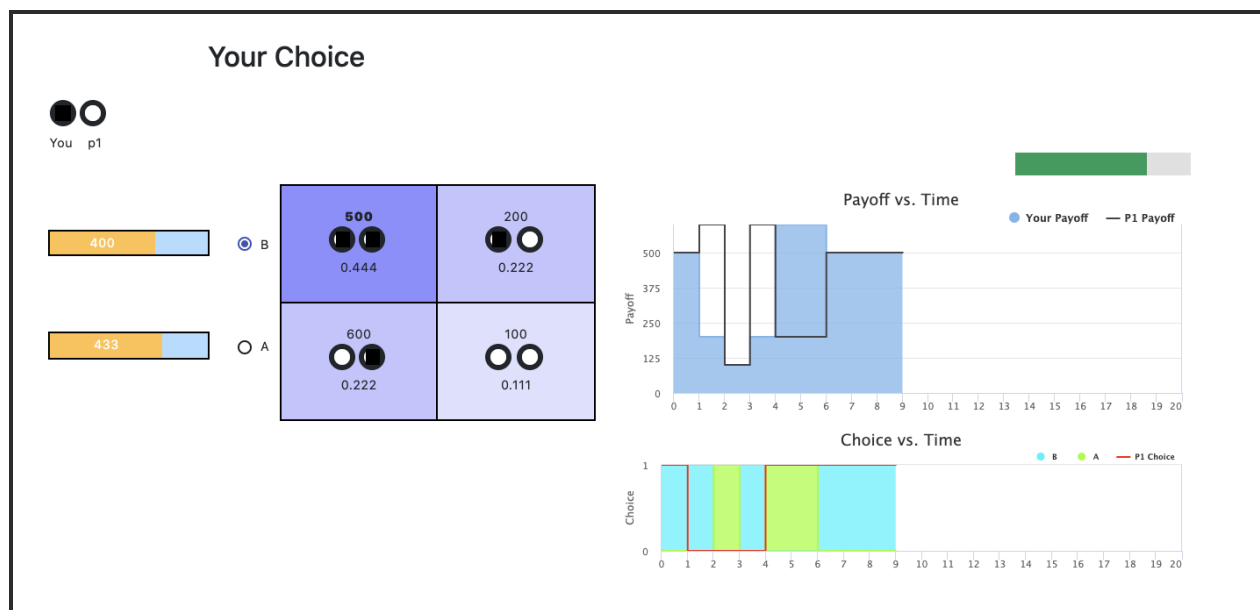 Your Choice
You p1
400
B
433
A
500
0.444
200
0.222
600
0.222
100
0.111
Payoff vs. Time
Your Payoff P1 Payoff
Payoff
500
375
250
125
0
0 1 2 3 4 5 6 7 8 9 10 11 12 13 14 15 16 17 18 19 20
Choice vs. Time
B A P1 Choice
Choice
1
0
0 1 2 3 4 5 6 7 8 9 10 11 12 13 14 15 16 17 18 19 20